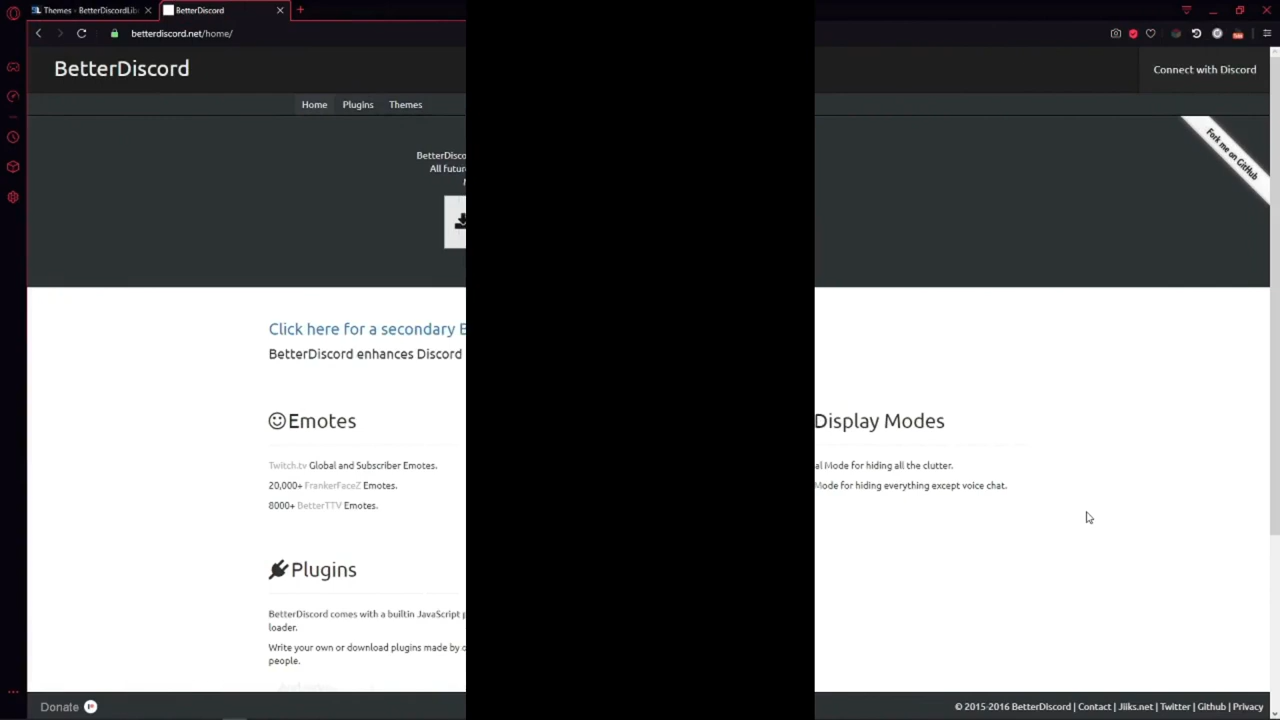 Themes - BetterDiscordLib
BetterDiscord
betterdiscord.net/home/
BetterDiscord
Connect with Discord
Home
Plugins
Themes
Fork me on GitHub
BetterDisco
All futur
Click here for a secondary
BetterDiscord enhances Discord
Emotes
Display Modes
Twitch.tv Global and Subscriber Emotes.
al Mode for hiding all the clutter.
20,000+ FrankerFaceZ Emotes.
Mode for hiding everything except voice chat.
8000+ BetterTTV Emotes.
Plugins
BetterDiscord comes with a builtin JavaScript
loader.
Write your own or download plugins made by
people.
Donate
© 2015-2016 BetterDiscord | Contact | Jiiks.net | Twitter | Github | Privacy